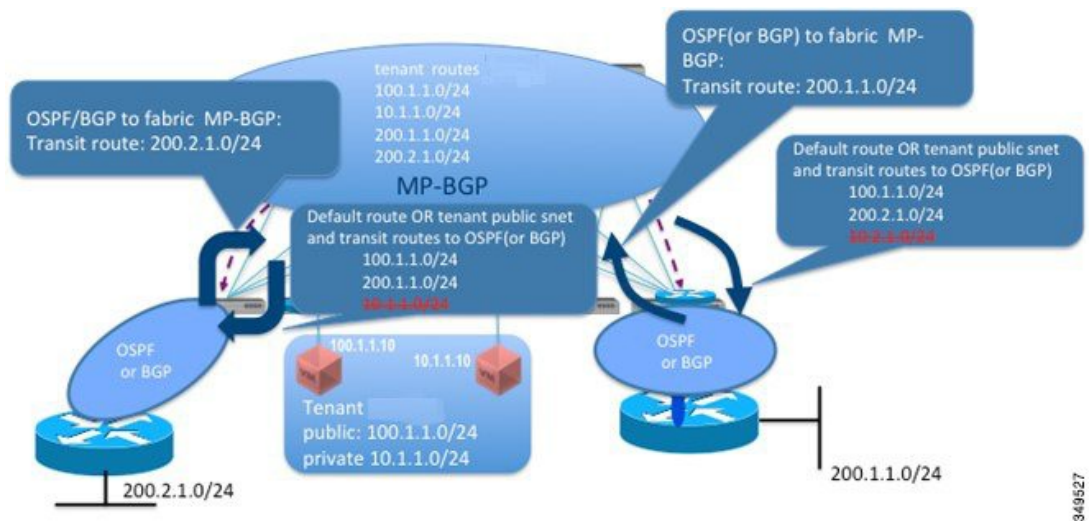 OSPF(or BGP) to fabric MP-
BGP:
Transit route: 200.1.1.0/24
tenant routes
100.1.1.0/24
10.1.1.0/24
200.1.1.0/24
200.2.1.0/24
MP-BGP
OSPF/BGP to fabric MP-BGP:
Transit route: 200.2.1.0/24
Default route OR tenant public snet
and transit routes to OSPF(or BGP)
100.1.1.0/24
200.2.1.0/24
10.2.1.0/24
Default route OR tenant public snet
and transit routes to OSPF(or BGP)
100.1.1.0/24
200.1.1.0/24
10.1.1.0/24
OSPF
or BGP
100.1.1.10
10.1.1.10
VM
VM
Tenant
public: 100.1.1.0/24
private 10.1.1.0/24
OSPF
or BGP
200.2.1.0/24
200.1.1.0/24
349527